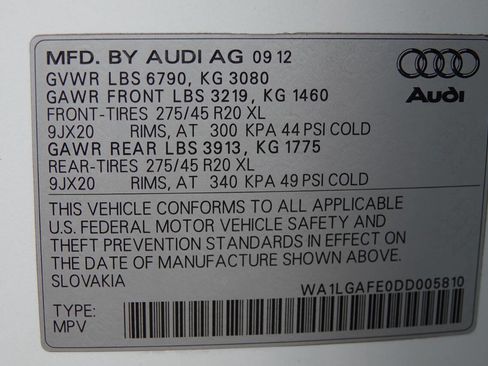 MFD. BY AUDI AG 09 12
GVWR LBS 6790, KG 3080
GAWR FRONT LBS 3219, KG 1460
FRONT-TIRES 275/45 R20 XL
9JX20 RIMS, AT 300 KPA 44 PSI COLD
GAWR REAR LBS 3913, KG 1775
REAR-TIRES 275/45 R20 XL
9JX20 RIMS, AT 340 KPA 49 PSI COLD
Audi
THIS VEHICLE CONFORMS TO ALL APPLICABLE
U.S. FEDERAL MOTOR VEHICLE SAFETY AND
THEFT PREVENTION STANDARDS IN EFFECT ON
THE DATE OF MANUFACTURE SHOWN ABOVE.
SLOVAKIA
WA1LGAFE0DD005810
TYPE:
MPV